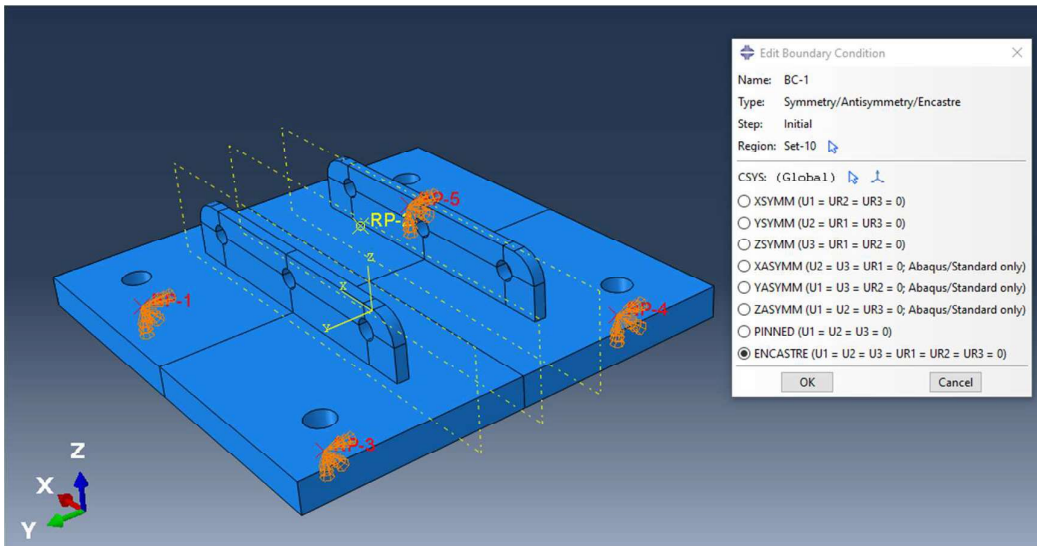 Edit Boundary Condition
Name: BC-1
Type: Symmetry/Antisymmetry/Encastre
Step: Initial
Region: Set-10
CSYS: (Global)
XSYMM (U1 = UR2 = UR3 = 0)
YSYMM (U2 = UR1 = UR3 = 0)
ZSYMM (U3 = UR1 = UR2 = 0)
XASYMM (U2 = U3 = UR1 = 0; Abaqus/Standard only)
YASYMM (U1 = U3 = UR2 = 0; Abaqus/Standard only)
ZASYMM (U1 = U2 = UR3 = 0; Abaqus/Standard only)
PINNED (U1 = U2 = U3 = 0)
ENCASTRE (U1 = U2 = U3 = UR1 = UR2 = UR3 = 0)
OK Cancel
P-5
RP-
Z
X
Y
P-1
P-4
P-3
Z
X
Y